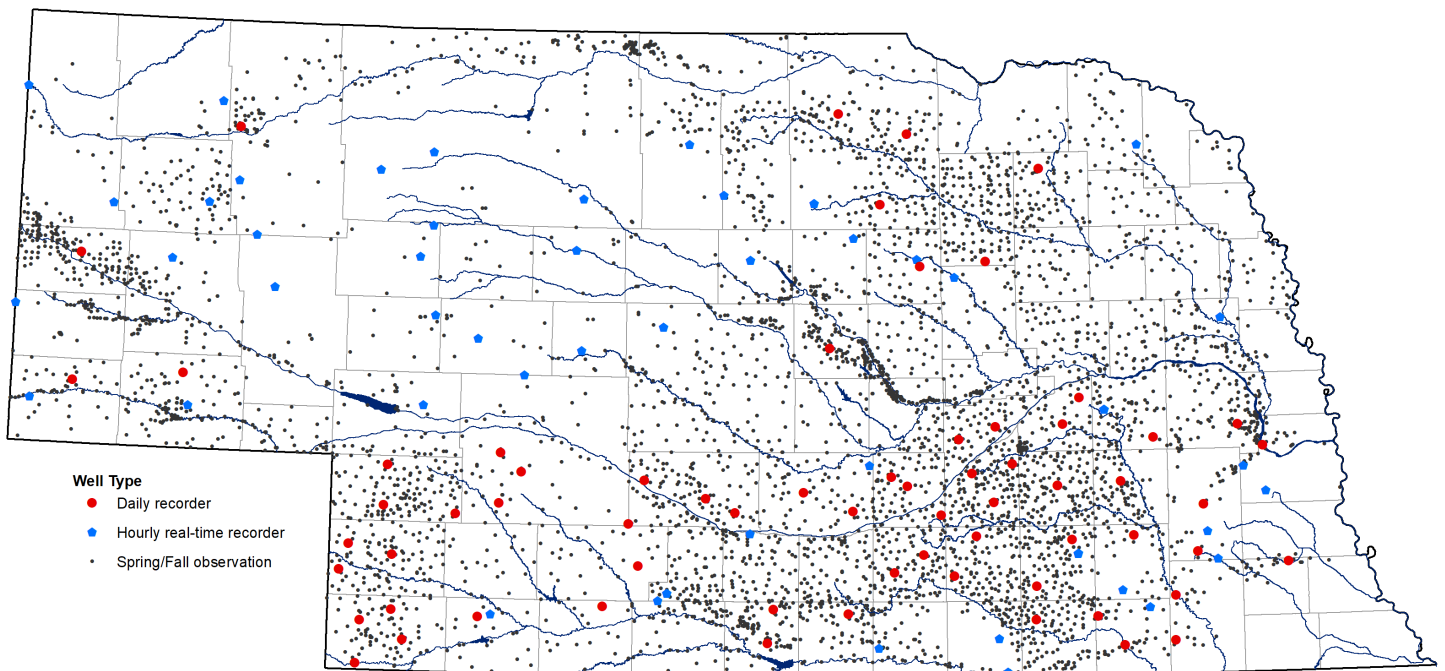 Well Type
Daily recorder
Hourly real-time recorder
Spring/Fall observation